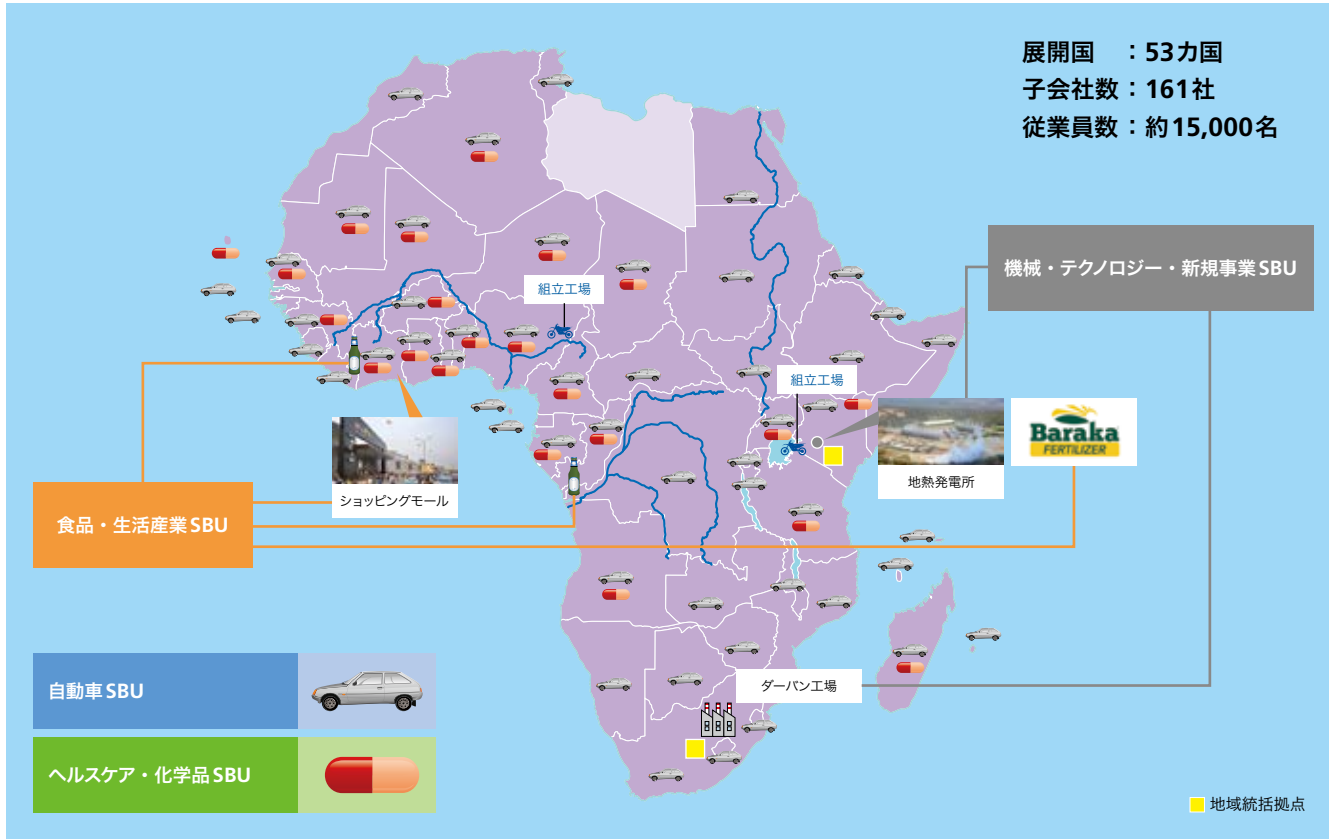 展開国　：53カ国
子会社数：161社
従業員数：約15,000名
機械・テクノロジー・新規事業SBU
組立工場
組立工場
Baraka
FERTILIZER
地熱発電所
ショッピングモール
食品・生活産業SBU
ダーバン工場
自動車SBU
ヘルスケア・化学品SBU
地域統括拠点